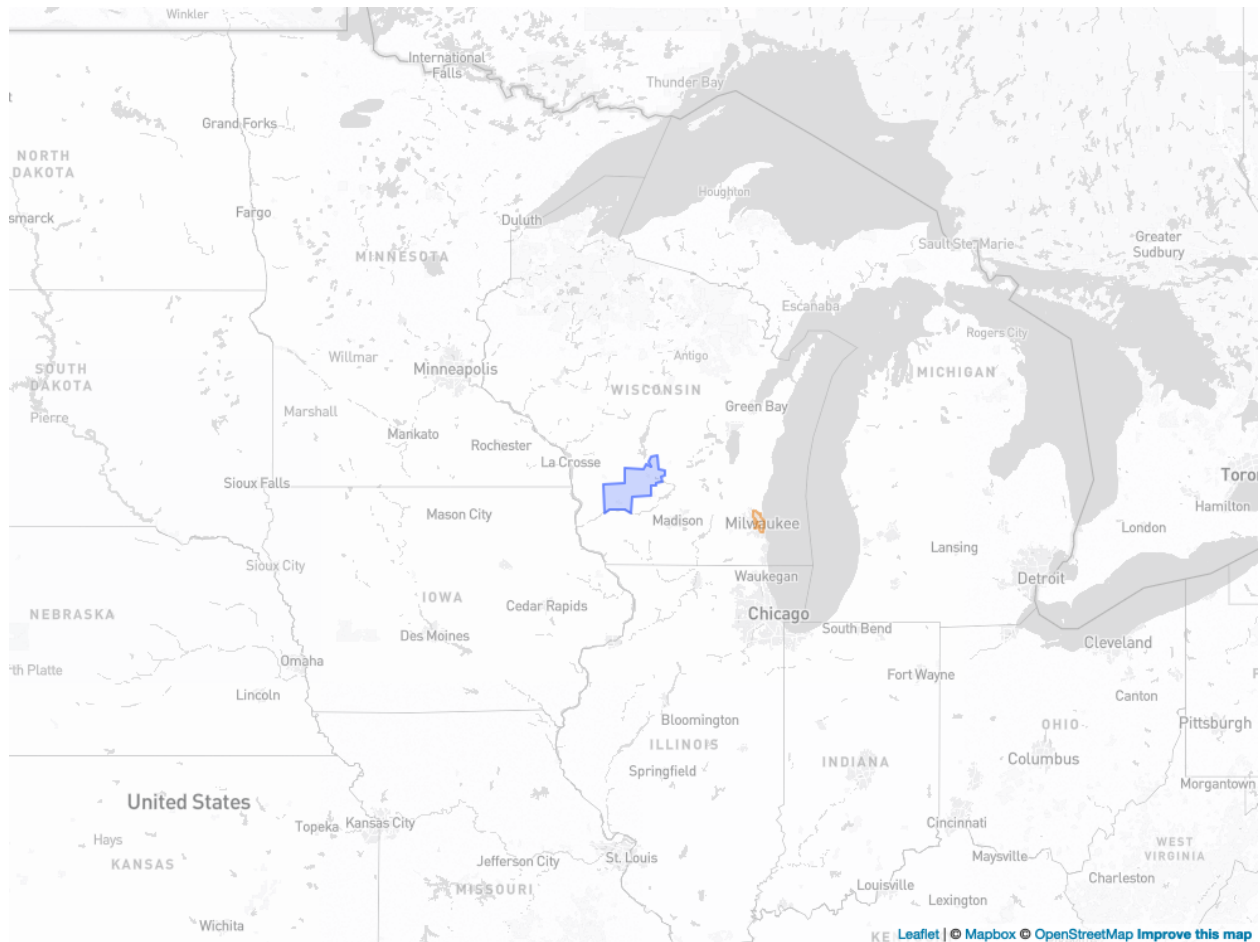 Winkler
International
Falls
Thunder Bay
t
Grand Forks
NORTH
DAKOTA
Houghton
smarck
Fargo
Duluth
MINNESOTA
Sault Ste. Marie
Greater
Sudbury
Escanaba
Rogers City
SOUTH
DAKOTA
Willmar
Minneapolis
Antigo
WISCONSIN
MICHIGAN
Pierre
Marshall
Mankato
Rochester
Green Bay
La Crosse
Sioux Falls
Toron
Hamilton
Mason City
Madison
Milwaukee
London
Lansing
Sioux City
Waukegan
Detroit
NEBRASKA
IOWA
Cedar Rapids
Chicago
Des Moines
South Bend
Cleveland
rth Platte
Omaha
Fort Wayne
Lincoln
Canton
Bloomington
ILLINOIS
OHIO
Pittsburgh
Springfield
INDIANA
Columbus
Morgantown
United States
Topeka
Kansas City
Cincinnati
Hays
KANSAS
Jefferson City
St. Louis
Maysville
WEST
VIRGINIA
MISSOURI
Louisville
Charleston
Lexington
Wichita
KE
Leaflet | © Mapbox © OpenStreetMap Improve this map